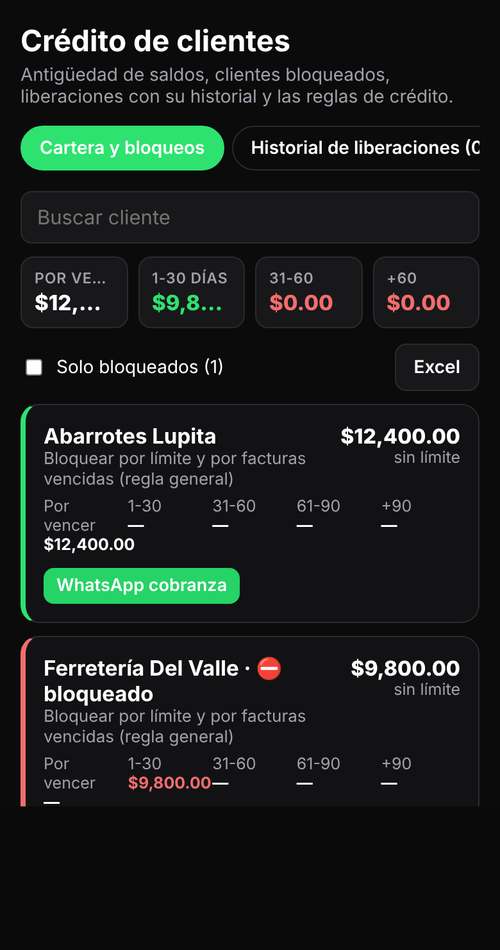 Crédito de clientes
Antigüedad de saldos, clientes bloqueados,
liberaciones con su historial y las reglas de crédito.
Cartera y bloqueos
Historial de liberaciones (0
Buscar cliente
POR VE... 1-30 DÍAS 31-60 +60
$12,... $9,8... $0.00 $0.00
Solo bloqueados (1)
Excel
Abarrotes Lupita $12,400.00
Bloquear por límite y por facturas sin límite
vencidas (regla general)
Por 1-30 31-60 61-90 +90
vencer — — — —
$12,400.00
WhatsApp cobranza
Ferretería Del Valle · ⛔ $9,800.00
bloqueado sin límite
Bloquear por límite y por facturas
vencidas (regla general)
Por 1-30 31-60 61-90 +90
vencer $9,800.00 — — —
—